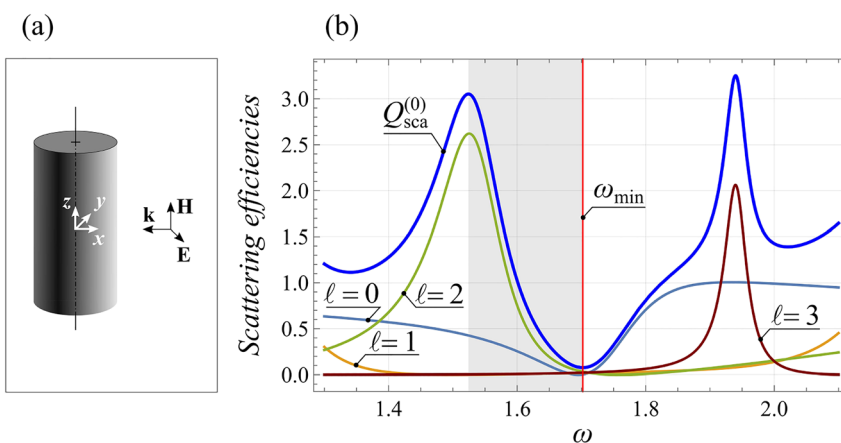 (a)
(b)
z
y
x
k
H
E
Scattering efficiencies
3.0
2.5
2.0
1.5
1.0
0.5
0.0
Q_sca^(0)
ω_min
ℓ=0
ℓ=2
ℓ=1
ℓ=3
1.4
1.6
1.8
2.0
ω